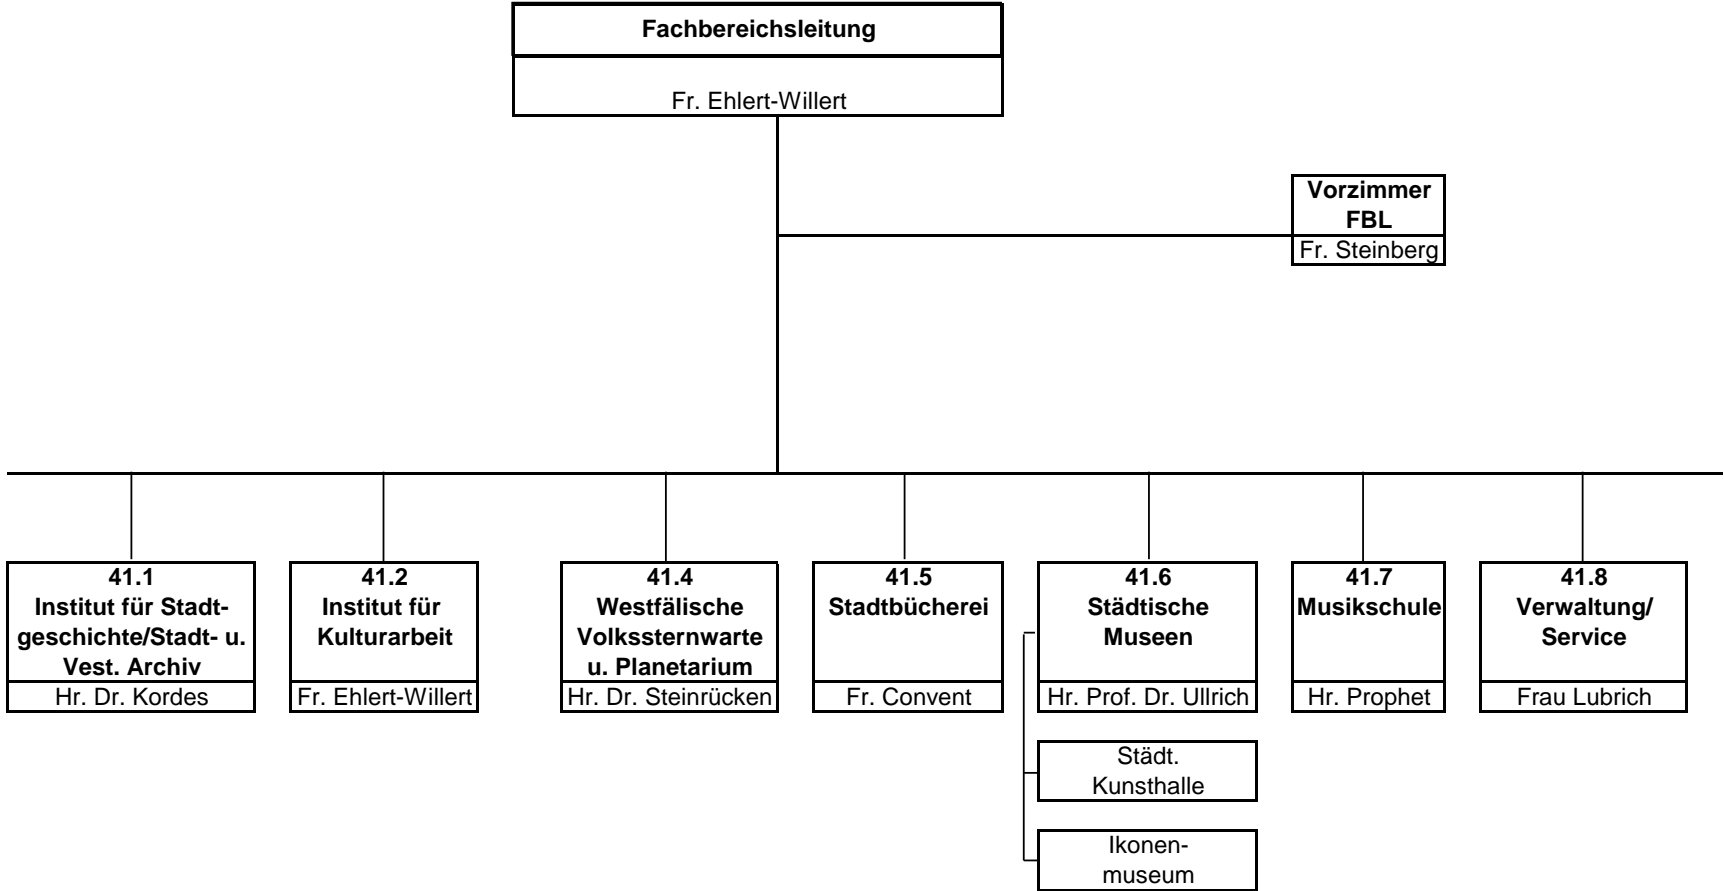 Fachbereichsleitung
Fr. Ehlert-Willert
Vorzimmer
FBL
Fr. Steinberg
41.1
Institut für Stadt-
geschichte/Stadt- u.
Vest. Archiv
Hr. Dr. Kordes
41.2
Institut für
Kulturarbeit
Fr. Ehlert-Willert
41.4
Westfälische
Volkssternwarte
u. Planetarium
Hr. Dr. Steinrücken
41.5
Stadtbücherei
Fr. Convent
41.6
Städtische
Museen
Hr. Prof. Dr. Ullrich
Städt.
Kunsthalle
Ikonen-
museum
41.7
Musikschule
Hr. Prophet
41.8
Verwaltung/
Service
Frau Lubrich